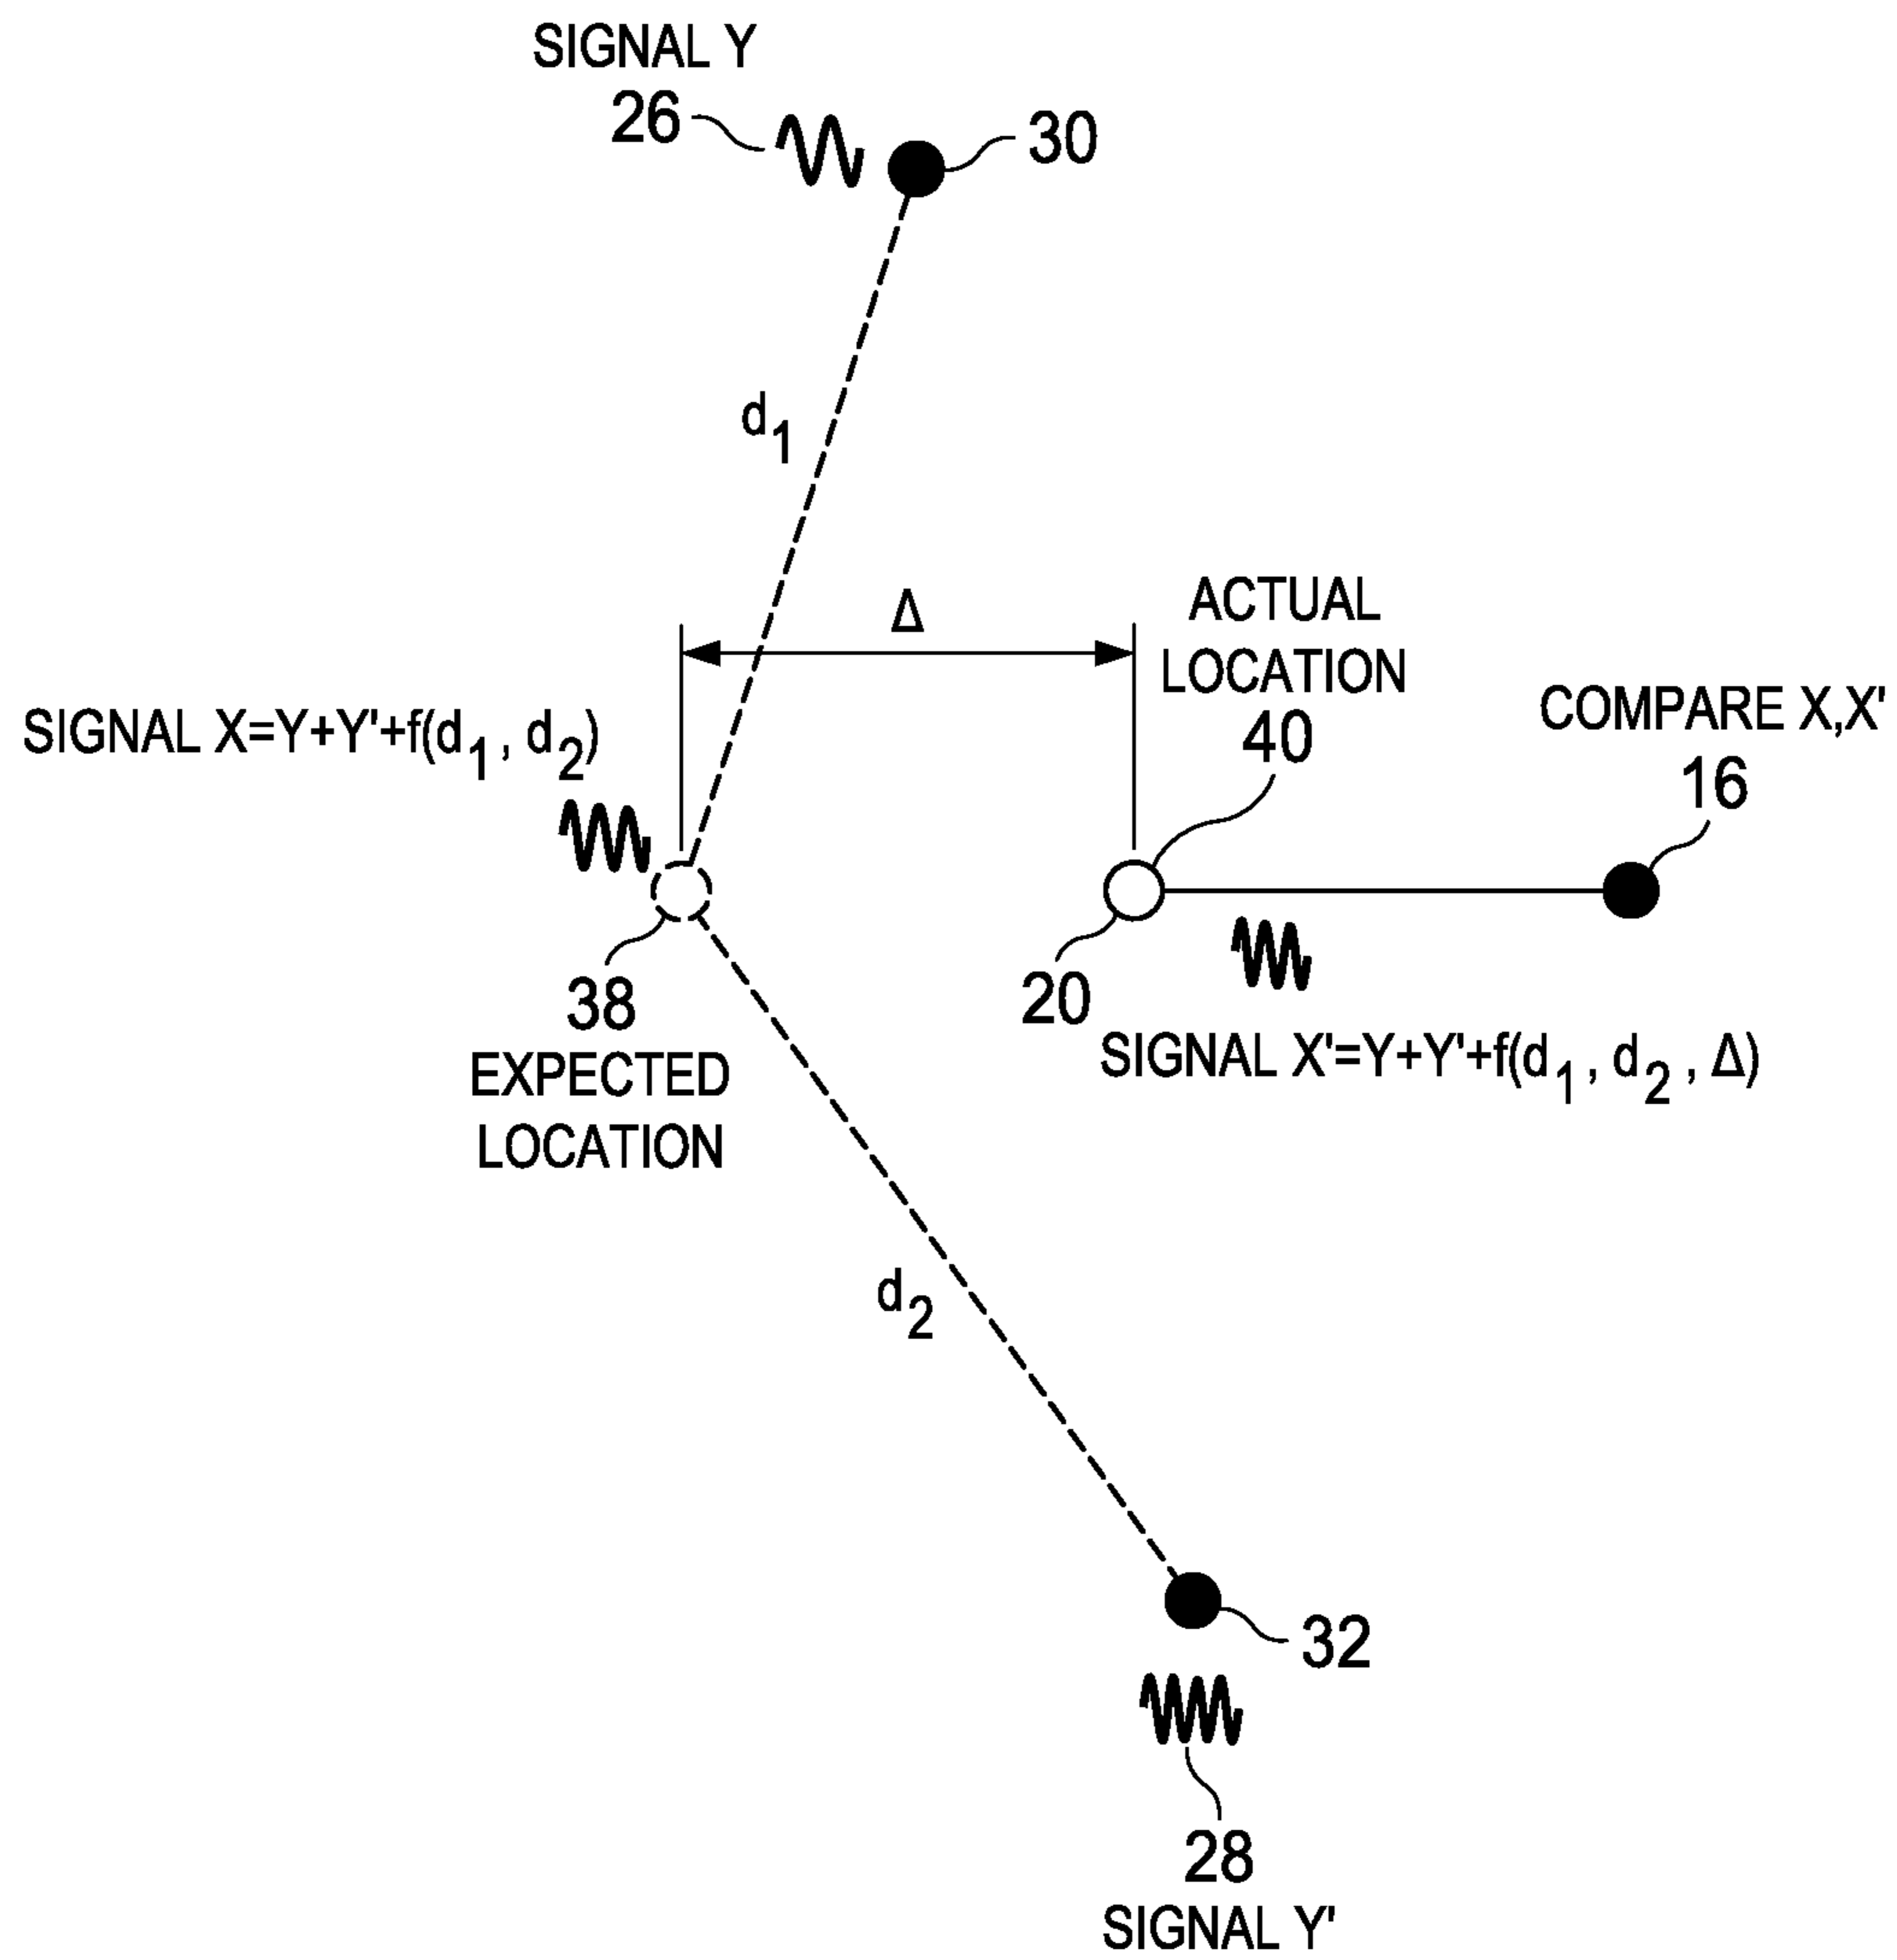 SIGNAL Y
26
30
d1
Δ
ACTUAL
LOCATION
40
COMPARE X,X'
16
SIGNAL X=Y+Y'+f(d1, d2)
38
EXPECTED
LOCATION
20
SIGNAL X'=Y+Y'+f(d1, d2, Δ)
d2
32
28
SIGNAL Y'